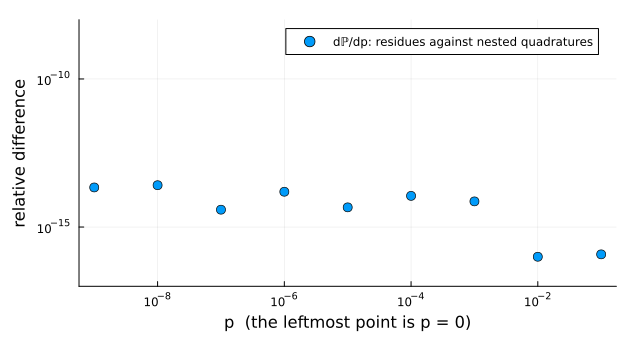 dℙ/dp: residues against nested quadratures
10⁻¹⁰
10⁻¹⁵
relative difference
10⁻⁸
10⁻⁶
10⁻⁴
10⁻²
p (the leftmost point is p = 0)